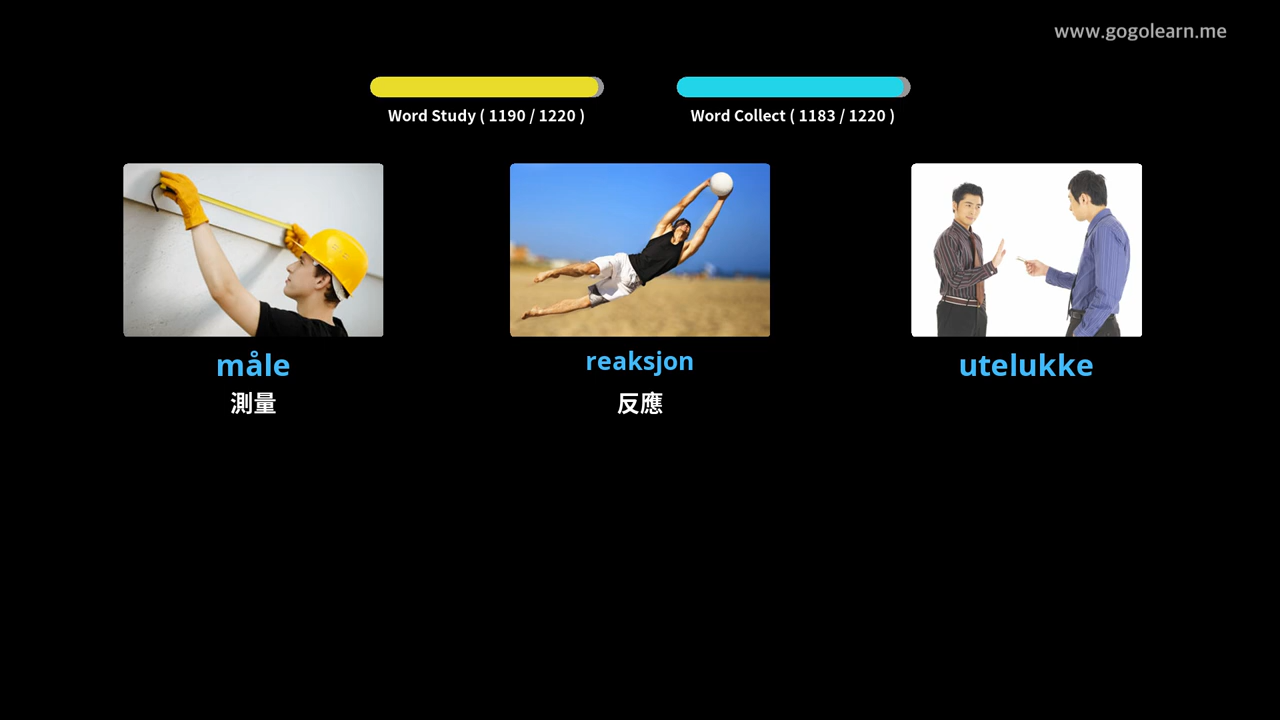 www.gogolearn.me
Word Study ( 1190 / 1220 )
Word Collect ( 1183 / 1220 )
måle
reaksjon
utelukke
測量
反應